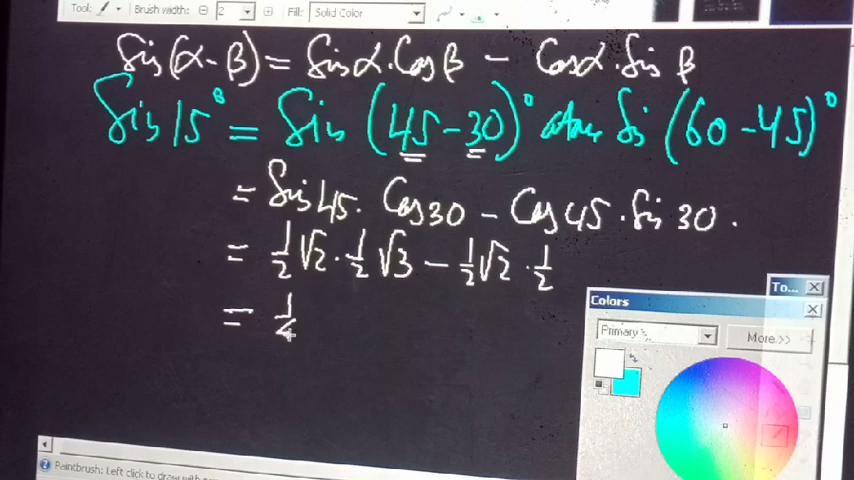 Tool: Brush width: 2 Fill: Solid Color
Sin(α-β) = Sinα.Cosβ - Cosα.Sin β
Sin 15° = Sin (45-30)° atau Sin (60-45)°
= Sin 45. Cos 30 - Cos 45 . Sin 30 .
= 1/2 √2 . 1/2 √3 - 1/2 √2 . 1/2
= 1/4
To...
Colors
Primary
More >>
Paintbrush: Left click to draw with